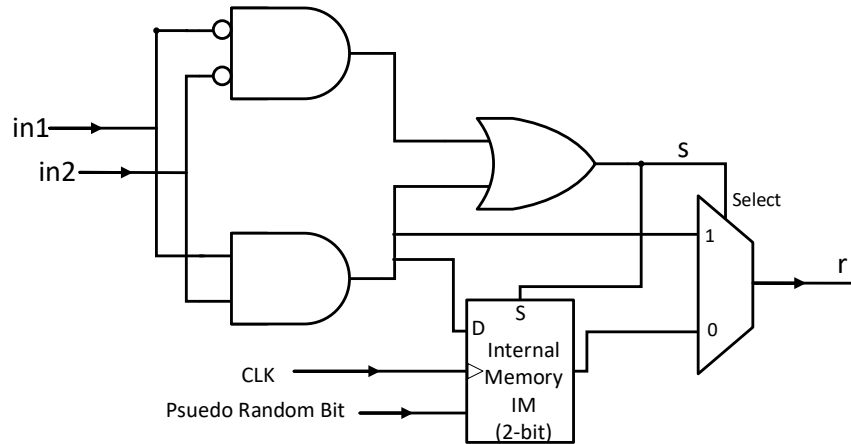 in1
in2
S
Select
1
r
D
S
0
Internal
Memory
IM
(2-bit)
CLK
Psuedo Random Bit